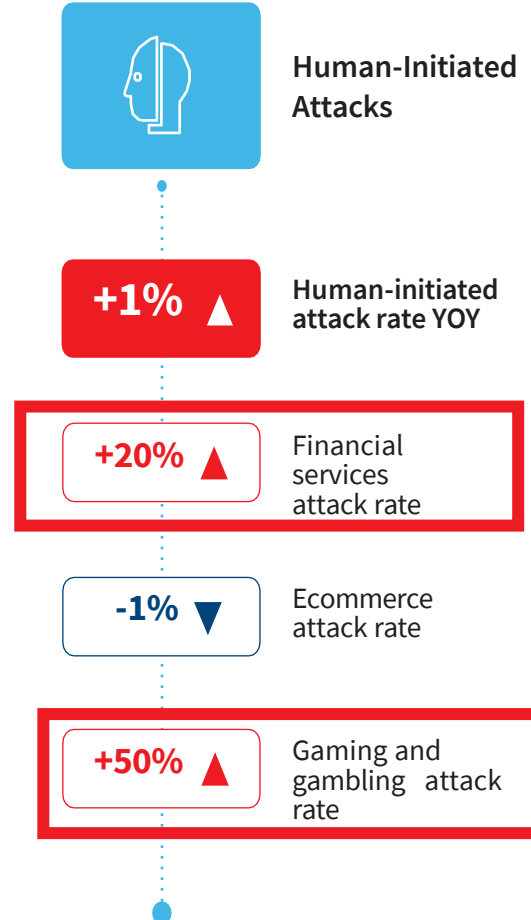 Human-Initiated
Attacks
+1%
Human-initiated
attack rate YOY
+20%
Financial
services
attack rate
-1%
Ecommerce
attack rate
+50%
Gaming and
gambling attack
rate